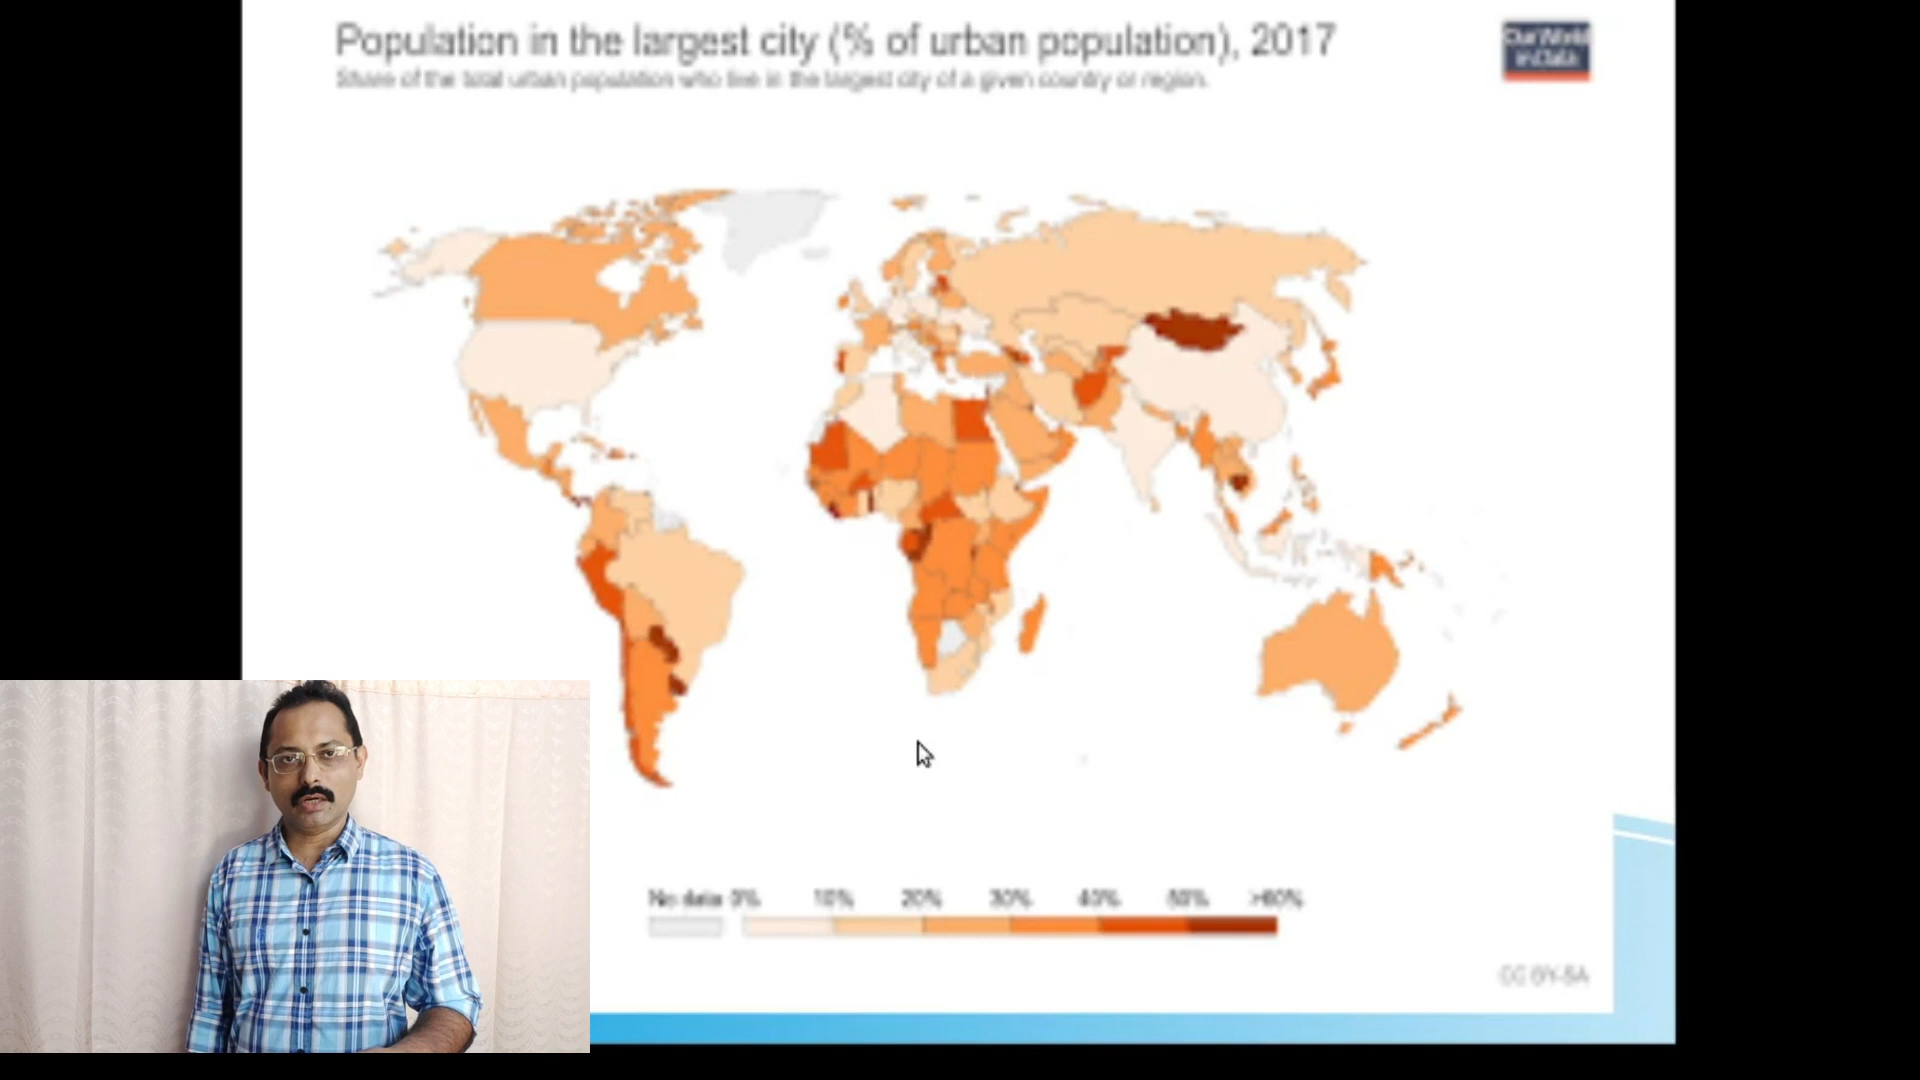 Population in the largest city (% of urban population), 2017
Share of the total urban population who live in the largest city of a given country or region.
Our World
in Data
No data 0% 10% 20% 30% 40% 50% >60%
CC BY-SA